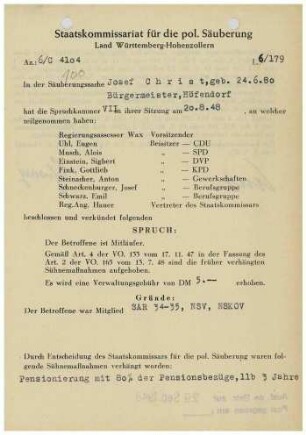 Staatskommissariat für die pol. Säuberung
Land Württemberg-Hohenzollern
Az.: 6/C 4104 L 6/179
100
In der Säuberungssache Josef C h r i s t, geb. 24.6.80
Bürgermeister, Höfendorf
hat die Spruchkammer VII in ihrer Sitzung am 20.8.48, an welcher
teilgenommen haben:
Regierungsassessor Wax Vorsitzender
Uhl, Eugen Beisitzer — CDU
Mosch, Alois „ — SPD
Einstein, Sigbert „ — DVP
Fink, Gottlieb „ — KPD
Steinacher, Anton „ — Gewerkschaften.
Schneckenburger, Josef „ — Berufsgruppe
Schwarz, Emil „ — Berufsgruppe
Reg.Ang. Hauer Vertreter des Staatskommissars
beschlossen und verkündet folgenden
SPRUCH:
Der Betroffene ist Mitläufer.
Gemäß Art. 4 der VO. 133 vom 17. 11. 47 in der Fassung des
Art. 2 der VO. 165 vom 13. 7. 48 sind die früher verhängten
Sühnemaßnahmen aufgehoben.
Es wird eine Verwaltungsgebühr von DM 5.-- erhoben.
Gründe:
Der Betroffene war Mitglied SAR 34-35, NSV, NSKOV
Durch Entscheidung des Staatskommissars für die pol. Säuberung waren folgende Sühnemaßnahmen verhängt worden:
Pensionierung mit 80% der Pensionsbezüge, 11b 3 Jahre